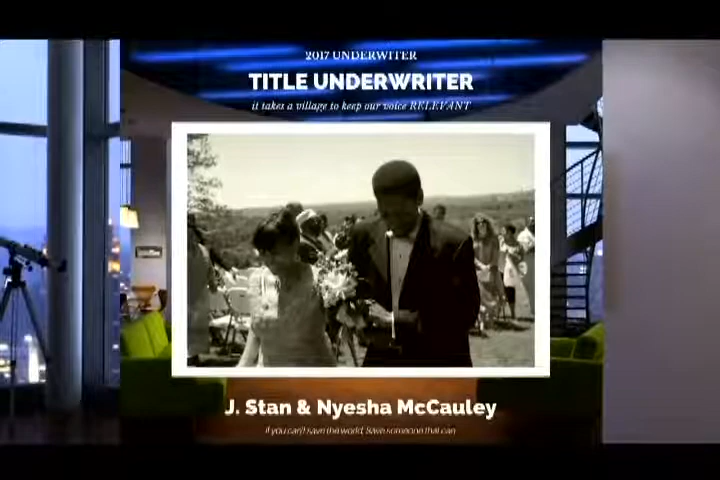 2017 UNDERWITER
TITLE UNDERWRITER
it takes a village to keep our voice RELEVANT
J. Stan & Nyesha McCauley
if you can't save the world, Save someone that can